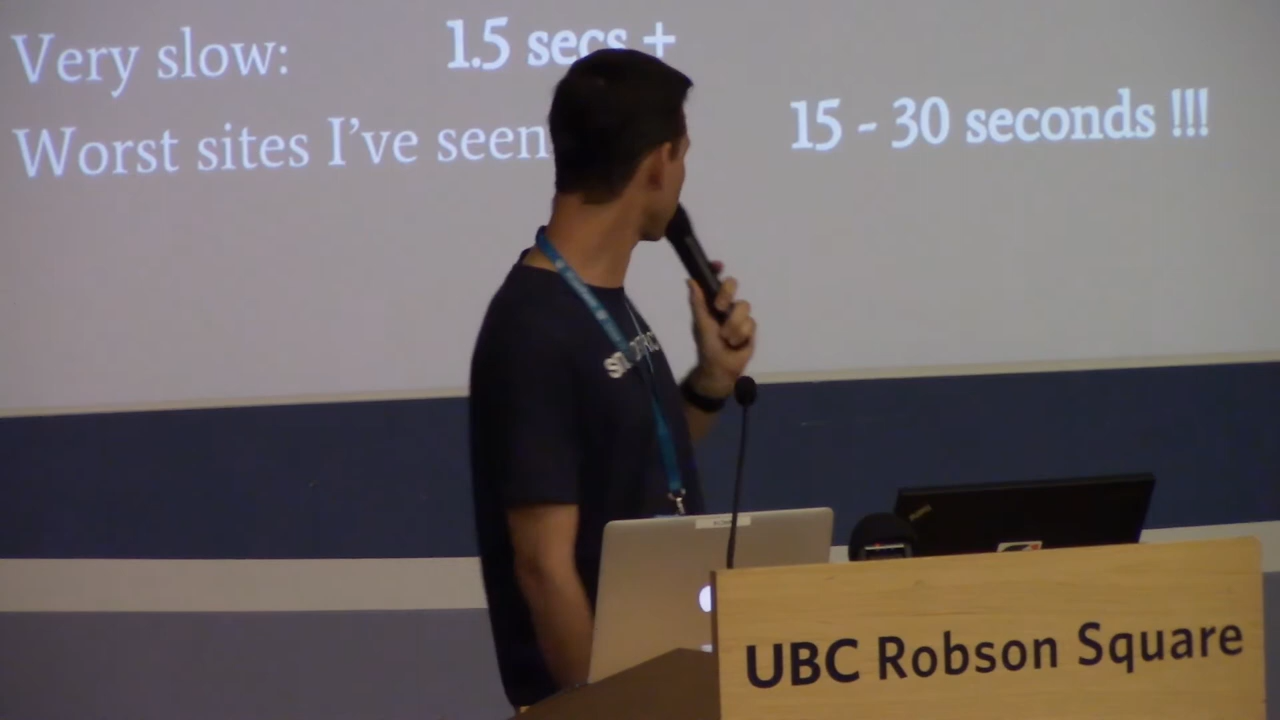 Very slow: 1.5 secs +
Worst sites I've seen 15 - 30 seconds !!!
UBC Robson Square